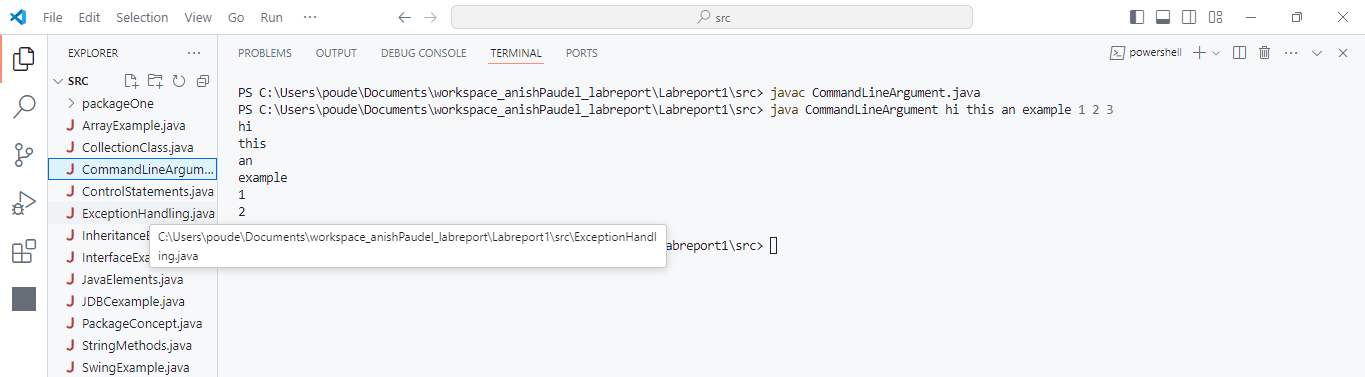 File Edit Selection View Go Run ··· src
EXPLORER ···
SRC
packageOne
J ArrayExample.java
J CollectionClass.java
J CommandLineArgum...
J ControlStatements.java
J ExceptionHandling.java
J InheritanceE
J InterfaceExa
J JavaElements.java
J JDBCexample.java
J PackageConcept.java
J StringMethods.java
J SwingExample.java
PROBLEMS OUTPUT DEBUG CONSOLE TERMINAL PORTS powershell
PS C:\Users\poude\Documents\workspace_anishPaudel_labreport\Labreport1\src> javac CommandLineArgument.java
PS C:\Users\poude\Documents\workspace_anishPaudel_labreport\Labreport1\src> java CommandLineArgument hi this an example 1 2 3
hi
this
an
example
1
2
abreport1\src>
C:\Users\poude\Documents\workspace_anishPaudel_labreport\Labreport1\src\ExceptionHandl
ing.java